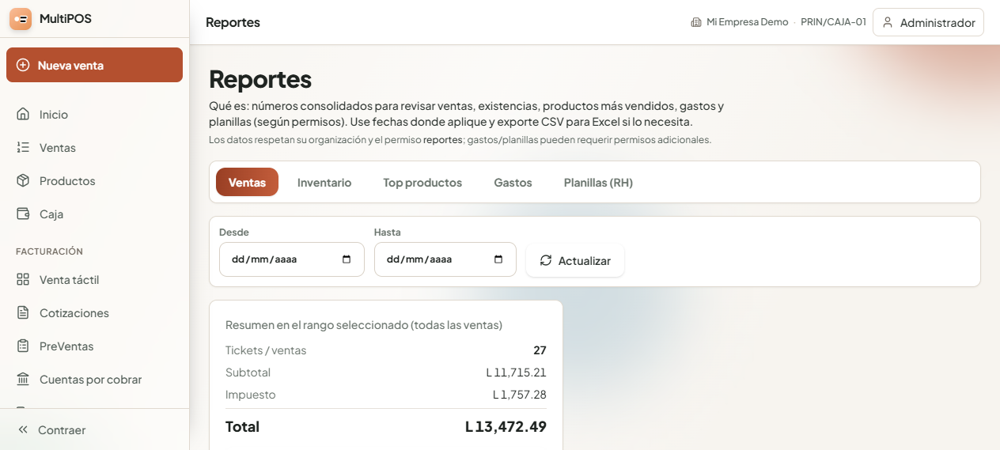 MultiPOS
Nueva venta
Inicio
Ventas
Productos
Caja
FACTURACIÓN
Venta táctil
Cotizaciones
PreVentas
Cuentas por cobrar
Contraer
Reportes
Mi Empresa Demo · PRIN/CAJA-01
Administrador
Reportes
Qué es: números consolidados para revisar ventas, existencias, productos más vendidos, gastos y
planillas (según permisos). Use fechas donde aplique y exporte CSV para Excel si lo necesita.
Los datos respetan su organización y el permiso reportes; gastos/planillas pueden requerir permisos adicionales.
Ventas Inventario Top productos Gastos Planillas (RH)
Desde Hasta
dd/mm/aaaa dd/mm/aaaa Actualizar
Resumen en el rango seleccionado (todas las ventas)
Tickets / ventas 27
Subtotal L 11,715.21
Impuesto L 1,757.28
Total L 13,472.49